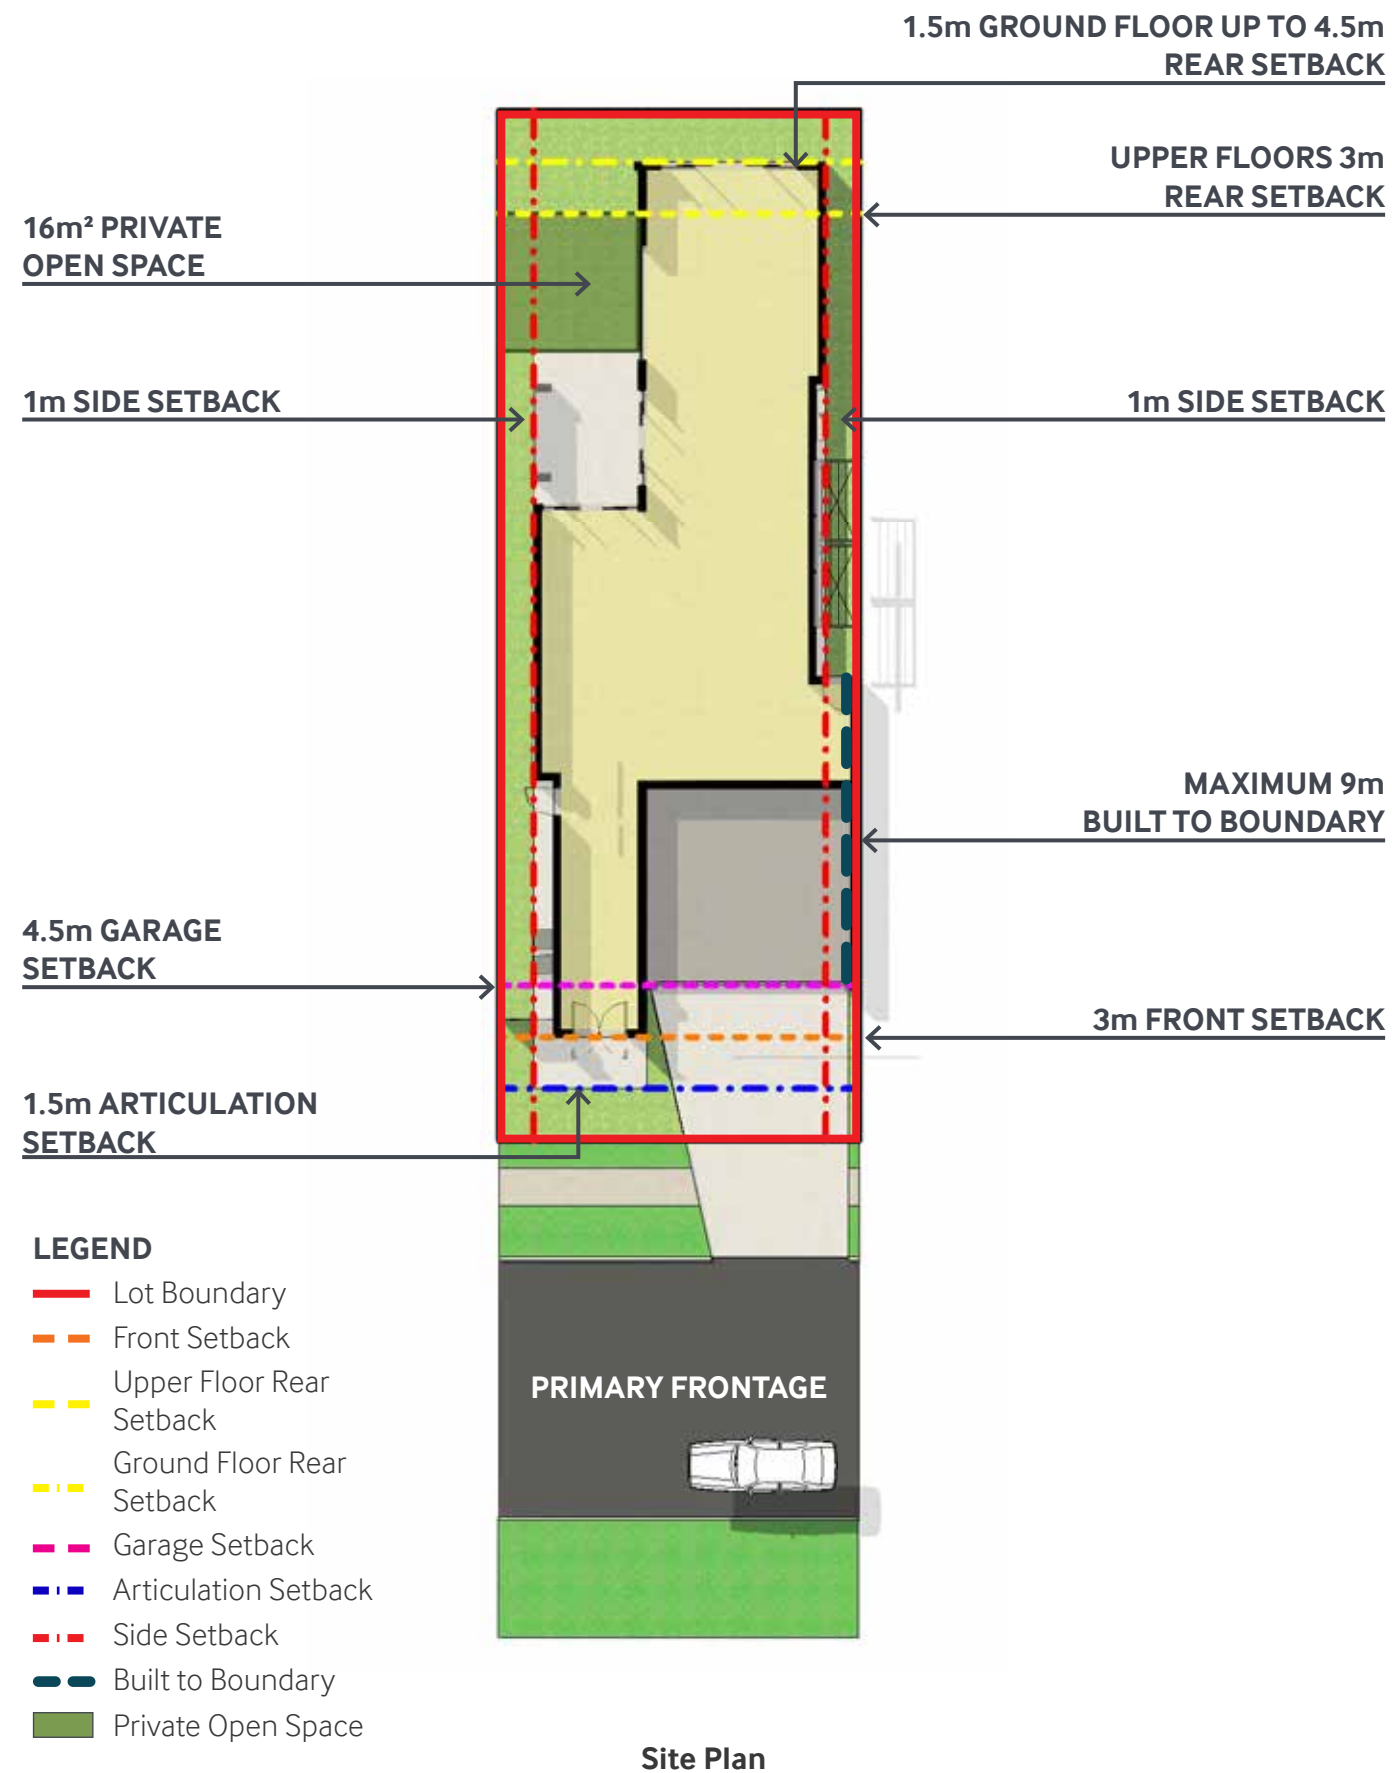 1.5m GROUND FLOOR UP TO 4.5m
REAR SETBACK
UPPER FLOORS 3m
REAR SETBACK
16m² PRIVATE
OPEN SPACE
1m SIDE SETBACK
1m SIDE SETBACK
MAXIMUM 9m
BUILT TO BOUNDARY
4.5m GARAGE
SETBACK
3m FRONT SETBACK
1.5m ARTICULATION
SETBACK
LEGEND
Lot Boundary
Front Setback
Upper Floor Rear
Setback
Ground Floor Rear
Setback
Garage Setback
Articulation Setback
Side Setback
Built to Boundary
Private Open Space
PRIMARY FRONTAGE
Site Plan